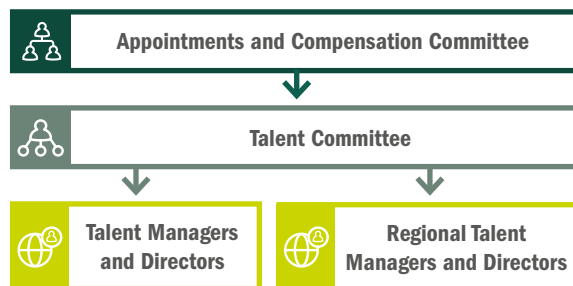 Appointments and Compensation Committee
Talent Committee
Talent Managers
and Directors
Regional Talent
Managers and Directors